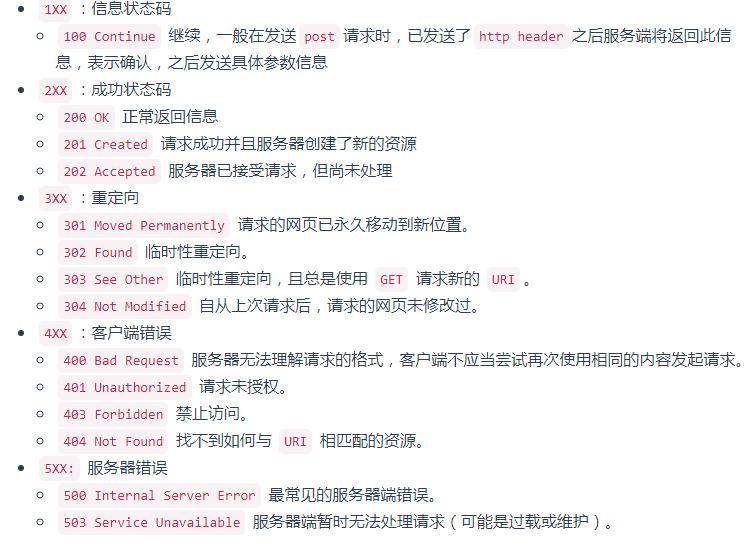 1XX ：信息状态码
100 Continue 继续，一般在发送 post 请求时，已发送了 http header 之后服务端将返回此信
息，表示确认，之后发送具体参数信息
2XX ：成功状态码
200 OK 正常返回信息
201 Created 请求成功并且服务器创建了新的资源
202 Accepted 服务器已接受请求，但尚未处理
3XX ：重定向
301 Moved Permanently 请求的网页已永久移动到新位置。
302 Found 临时性重定向。
303 See Other 临时性重定向，且总是使用 GET 请求新的 URI 。
304 Not Modified 自从上次请求后，请求的网页未修改过。
4XX ：客户端错误
400 Bad Request 服务器无法理解请求的格式，客户端不应当尝试再次使用相同的内容发起请求。
401 Unauthorized 请求未授权。
403 Forbidden 禁止访问。
404 Not Found 找不到如何与 URI 相匹配的资源。
5XX: 服务器错误
500 Internal Server Error 最常见的服务器端错误。
503 Service Unavailable 服务器端暂时无法处理请求（可能是过载或维护）。